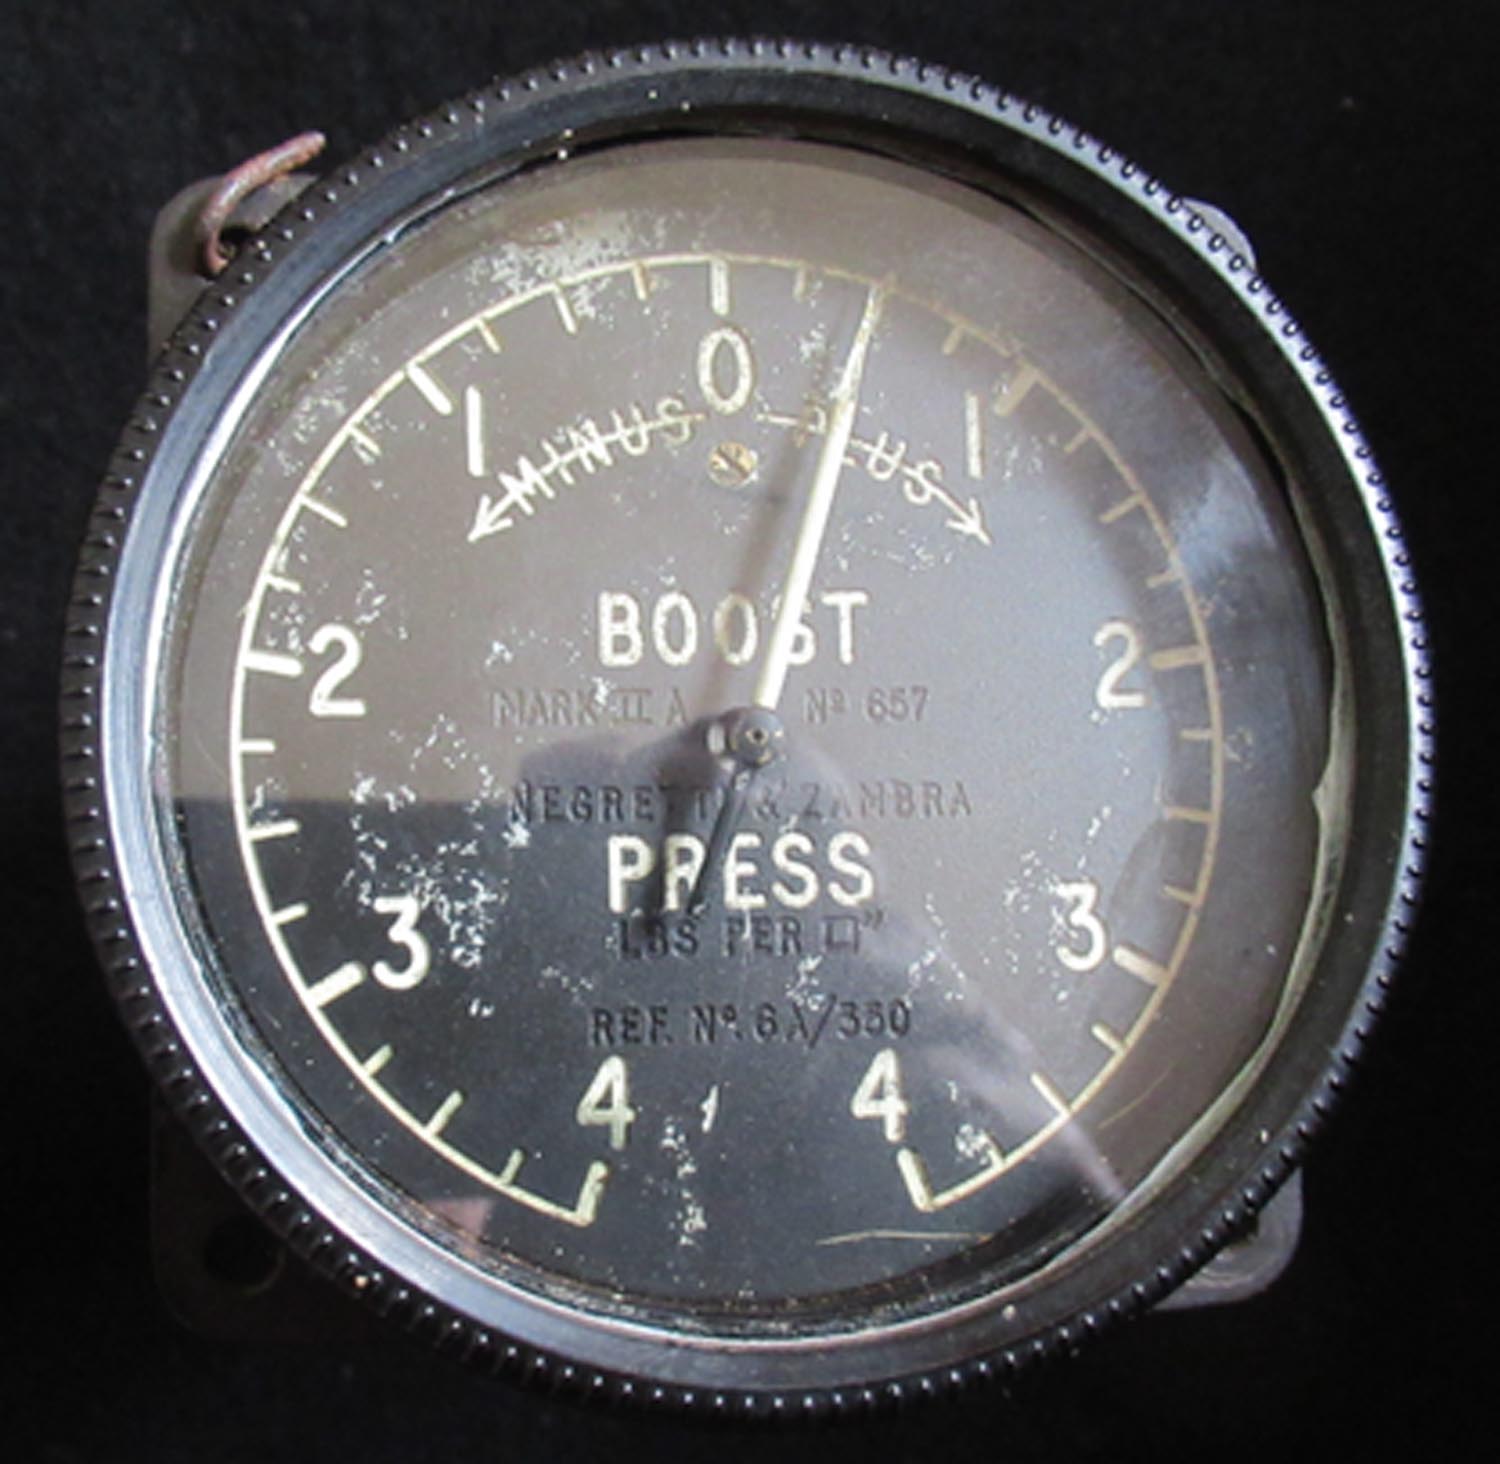 0
1 1
MINUS PLUS
BOOST
2 2
MARK II A Nº 657
NEGRETTI & ZAMBRA
PRESS
3 3
LBS PER □"
REF. Nº. 6A/350
4 4